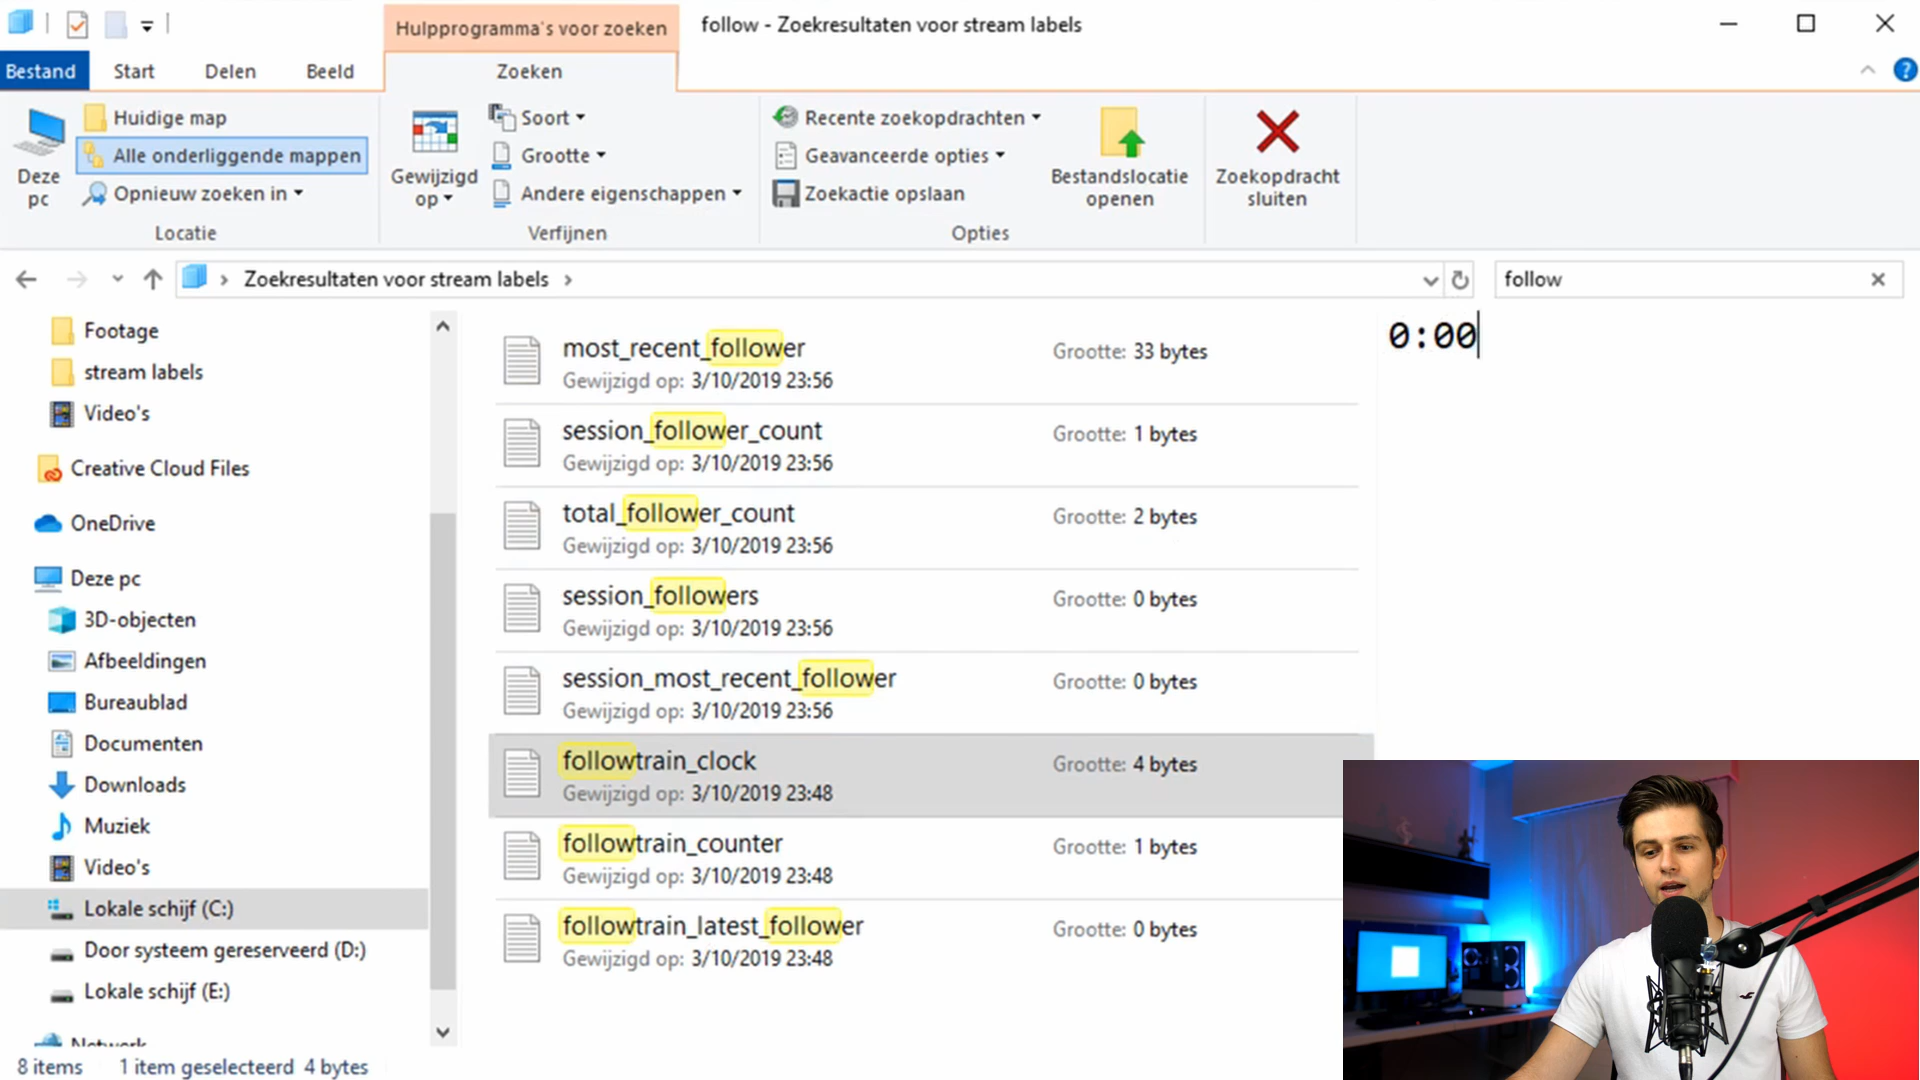 Hulpprogramma's voor zoeken
follow - Zoekresultaten voor stream labels
Bestand
Start
Delen
Beeld
Zoeken
Deze pc
Huidige map
Alle onderliggende mappen
Opnieuw zoeken in
Locatie
Gewijzigd op
Soort
Grootte
Andere eigenschappen
Verfijnen
Recente zoekopdrachten
Geavanceerde opties
Zoekactie opslaan
Bestandslocatie openen
Opties
Zoekopdracht sluiten
Zoekresultaten voor stream labels
follow
Footage
stream labels
Video's
Creative Cloud Files
OneDrive
Deze pc
3D-objecten
Afbeeldingen
Bureaublad
Documenten
Downloads
Muziek
Video's
Lokale schijf (C:)
Door systeem gereserveerd (D:)
Lokale schijf (E:)
Netwerk
most_recent_follower
Grootte: 33 bytes
Gewijzigd op: 3/10/2019 23:56
session_follower_count
Grootte: 1 bytes
Gewijzigd op: 3/10/2019 23:56
total_follower_count
Grootte: 2 bytes
Gewijzigd op: 3/10/2019 23:56
session_followers
Grootte: 0 bytes
Gewijzigd op: 3/10/2019 23:56
session_most_recent_follower
Grootte: 0 bytes
Gewijzigd op: 3/10/2019 23:56
followtrain_clock
Grootte: 4 bytes
Gewijzigd op: 3/10/2019 23:48
followtrain_counter
Grootte: 1 bytes
Gewijzigd op: 3/10/2019 23:48
followtrain_latest_follower
Grootte: 0 bytes
Gewijzigd op: 3/10/2019 23:48
0:00
8 items
1 item geselecteerd 4 bytes